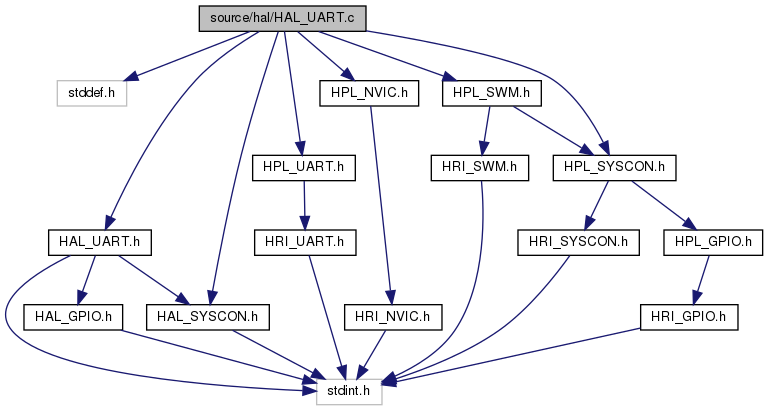 source/hal/HAL_UART.c
stddef.h
HPL_NVIC.h
HPL_SWM.h
HPL_UART.h
HRI_SWM.h
HPL_SYSCON.h
HAL_UART.h
HRI_UART.h
HRI_SYSCON.h
HPL_GPIO.h
HAL_GPIO.h
HAL_SYSCON.h
HRI_NVIC.h
HRI_GPIO.h
stdint.h